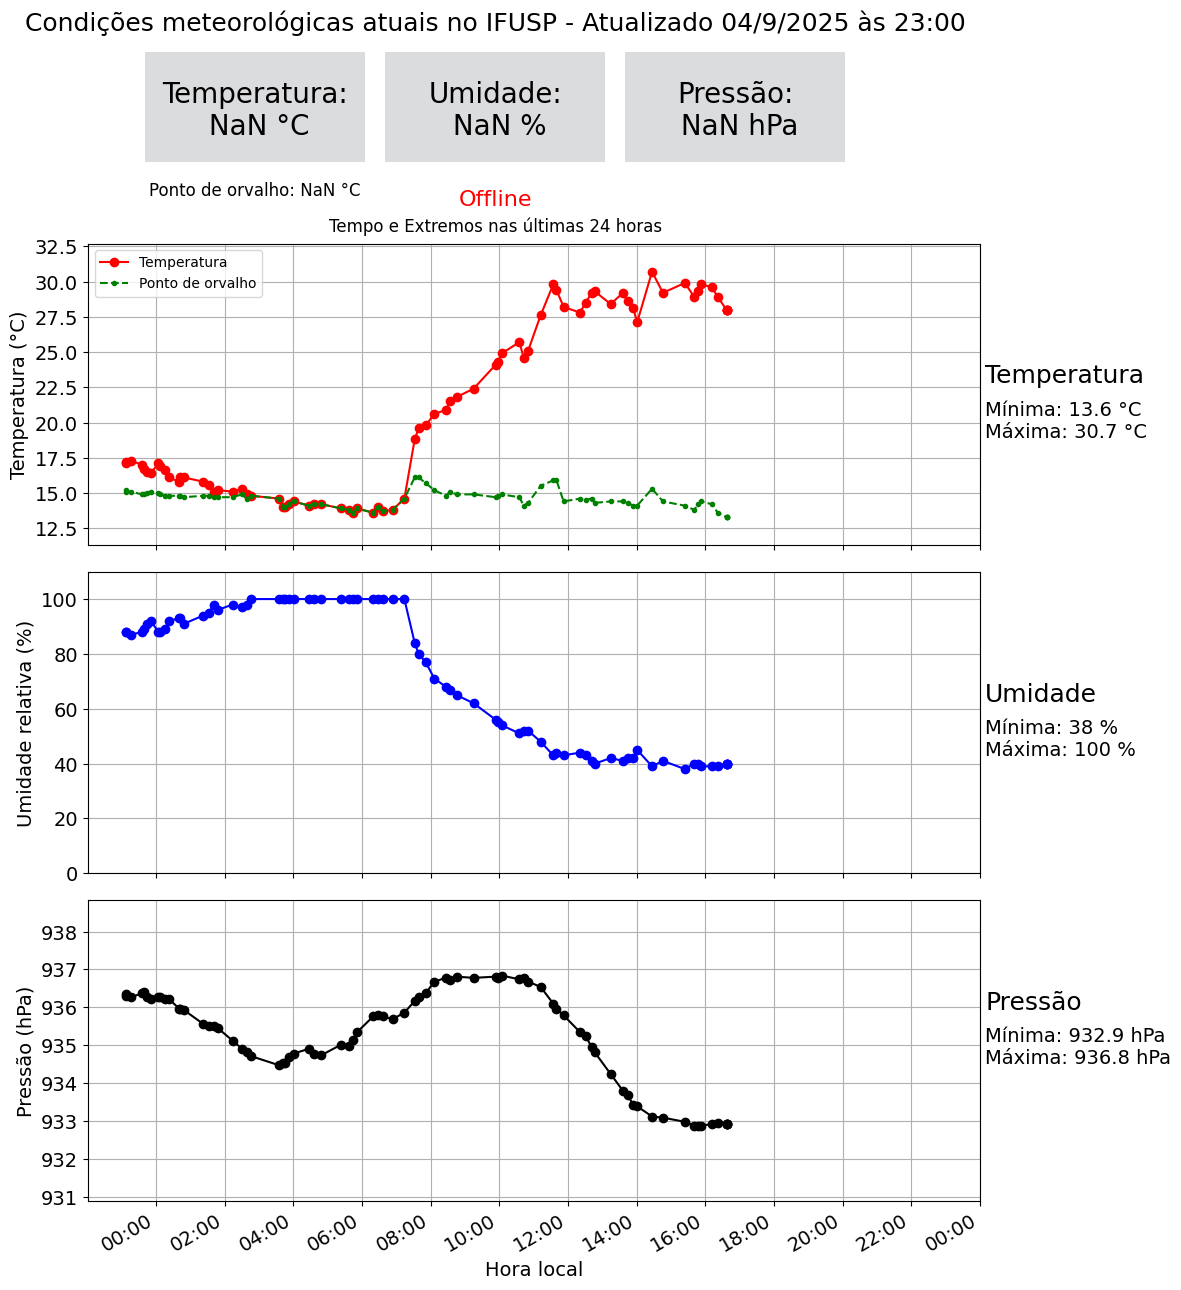 Condições meteorológicas atuais no IFUSP - Atualizado 04/9/2025 às 23:00
Temperatura:
NaN °C
Umidade:
NaN %
Pressão:
NaN hPa
Ponto de orvalho: NaN °C
Offline
Tempo e Extremos nas últimas 24 horas
Temperatura (°C)
32.5
30.0
27.5
25.0
22.5
20.0
17.5
15.0
12.5
Temperatura
Ponto de orvalho
Temperatura
Mínima: 13.6 °C
Máxima: 30.7 °C
Umidade relativa (%)
100
80
60
40
20
0
Umidade
Mínima: 38 %
Máxima: 100 %
Pressão (hPa)
938
937
936
935
934
933
932
931
Pressão
Mínima: 932.9 hPa
Máxima: 936.8 hPa
00:00
02:00
04:00
06:00
08:00
10:00
12:00
14:00
16:00
18:00
20:00
22:00
00:00
Hora local